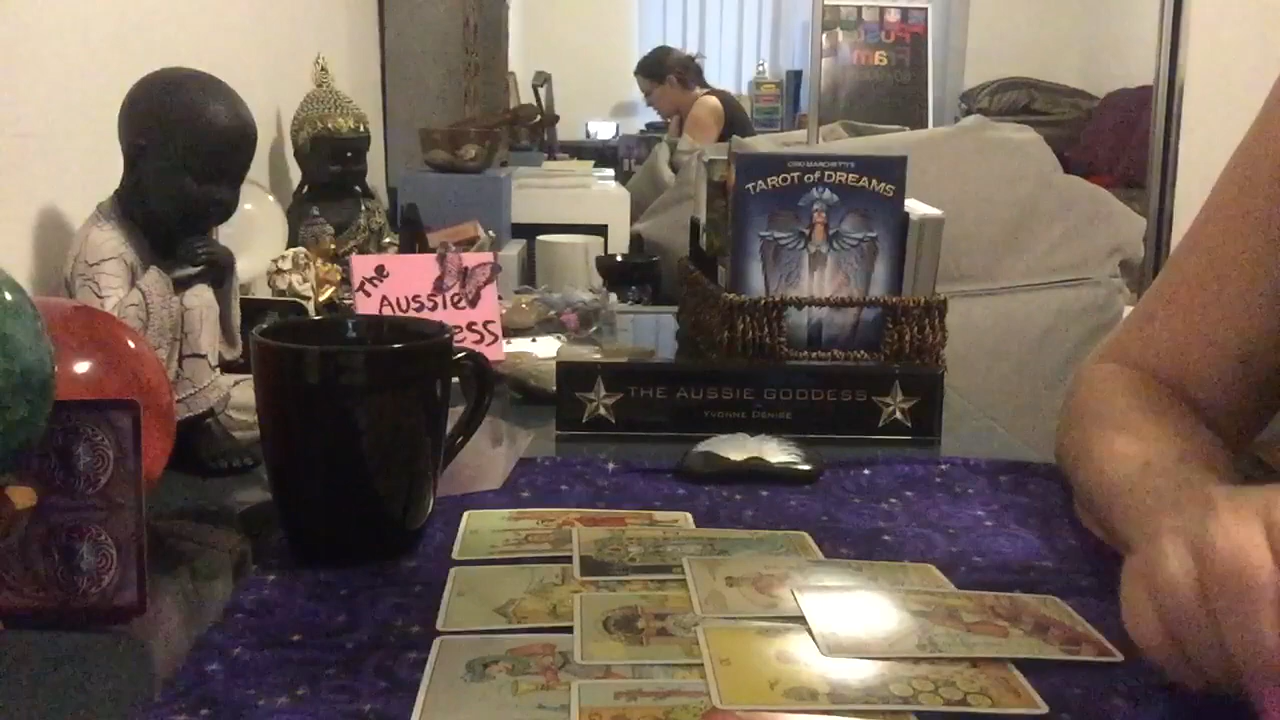 CIRO MARCHETTI'S
TAROT of DREAMS
The
AUSSIE
ESS
THE AUSSIE GODDESS
YVONNE DENISE